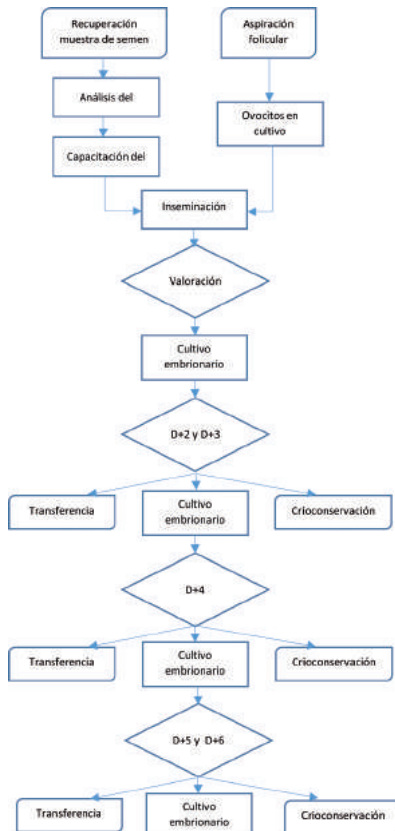 Recuperación
muestra de semen
Aspiración
folicular
Análisis del
Ovocitos en
cultivo
Capacitación del
Inseminación
Valoración
Cultivo
embrionario
D+2 y D+3
Transferencia
Cultivo
embrionario
Crioconservación
D+4
Transferencia
Cultivo
embrionario
Crioconservación
D+5 y D+6
Transferencia
Cultivo
embrionario
Crioconservación